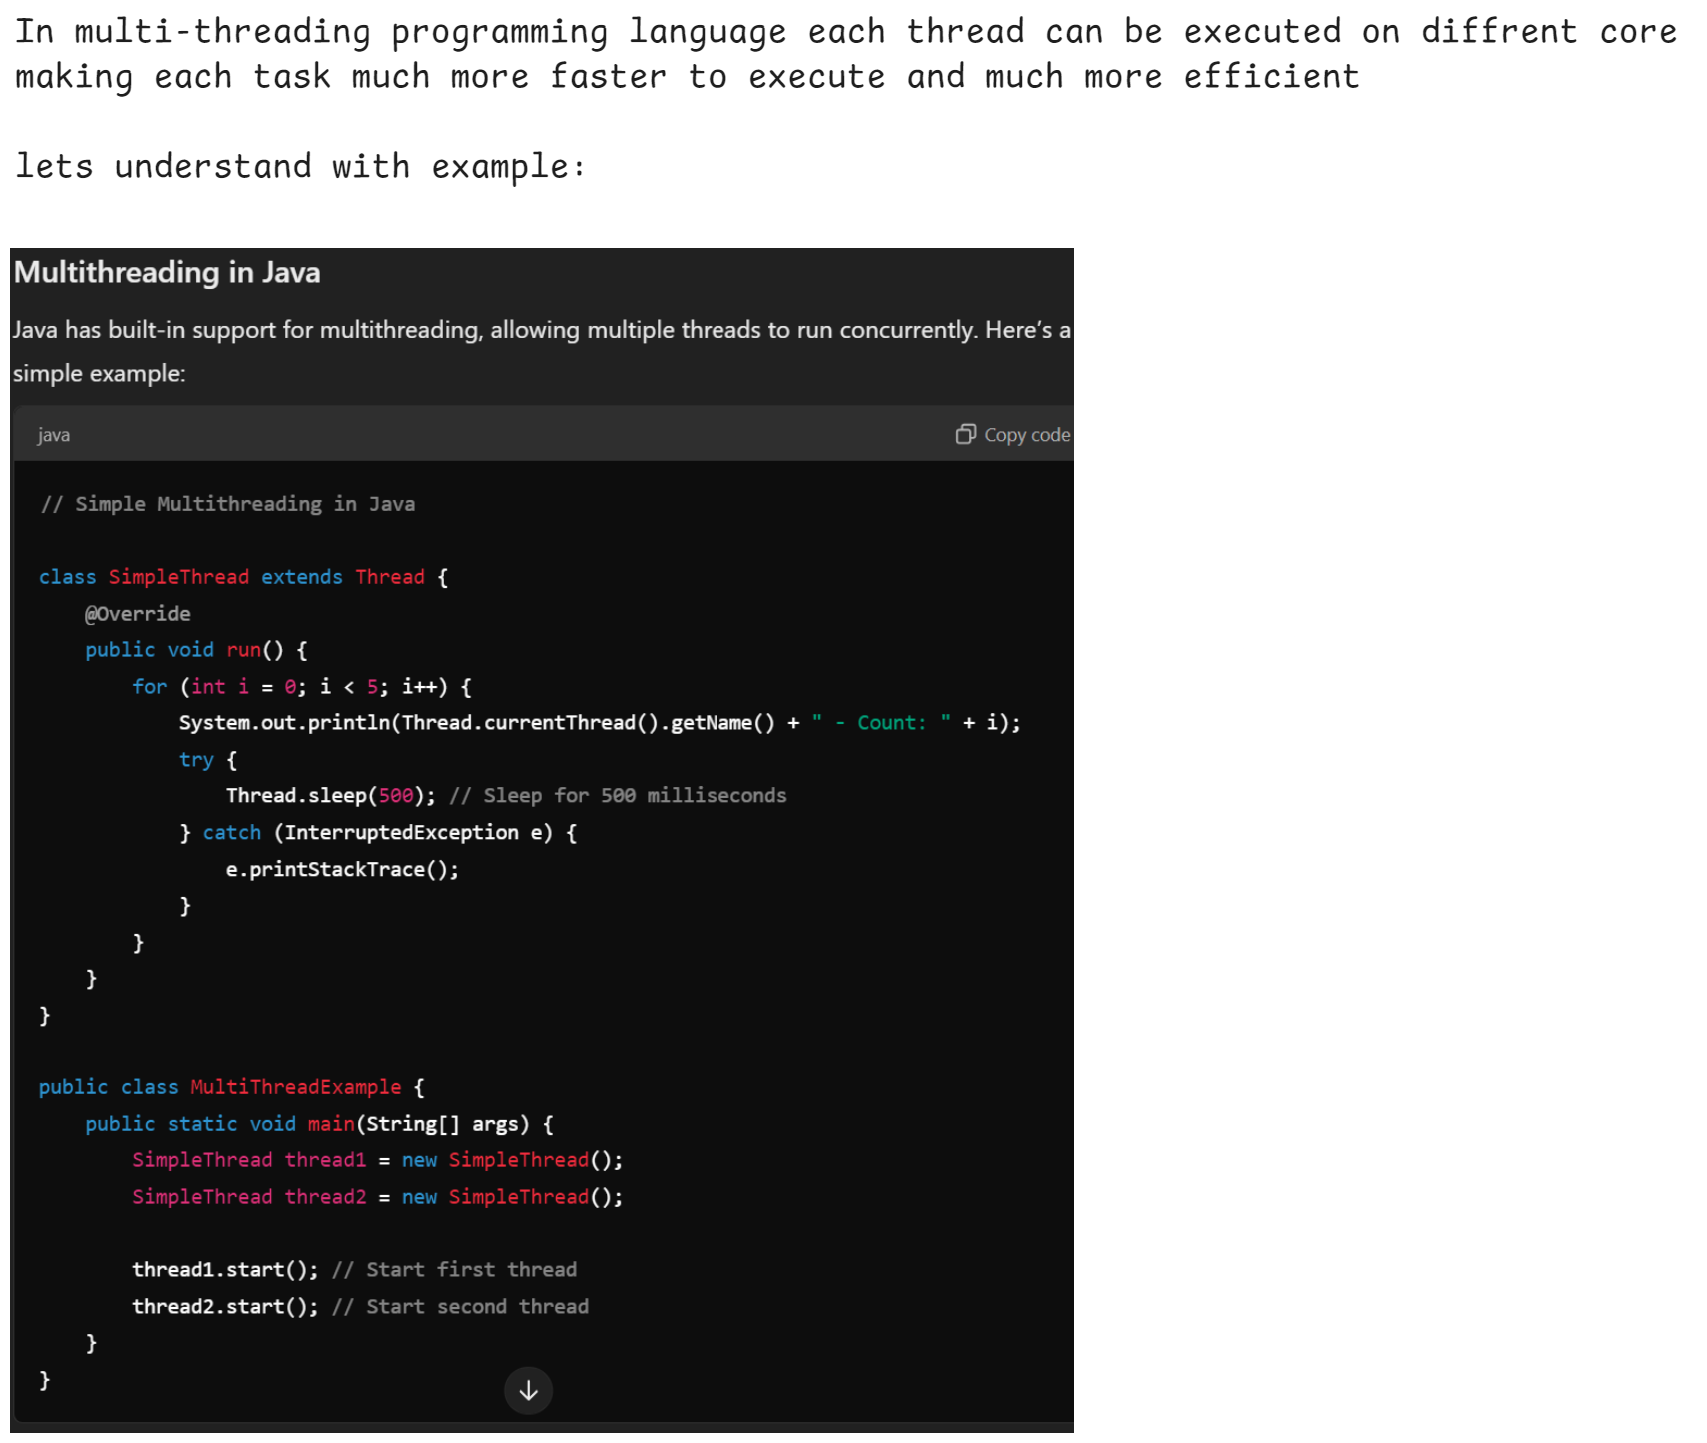 In multi-threading programming language each thread can be executed on diffrent core
making each task much more faster to execute and much more efficient
lets understand with example:
Multithreading in Java
Java has built-in support for multithreading, allowing multiple threads to run concurrently. Here's a
simple example:
java
Copy code
// Simple Multithreading in Java
class SimpleThread extends Thread {
    @Override
    public void run() {
        for (int i = 0; i < 5; i++) {
            System.out.println(Thread.currentThread().getName() + " - Count: " + i);
            try {
                Thread.sleep(500); // Sleep for 500 milliseconds
            } catch (InterruptedException e) {
                e.printStackTrace();
            }
        }
    }
}
public class MultiThreadExample {
    public static void main(String[] args) {
        SimpleThread thread1 = new SimpleThread();
        SimpleThread thread2 = new SimpleThread();
        thread1.start(); // Start first thread
        thread2.start(); // Start second thread
    }
}